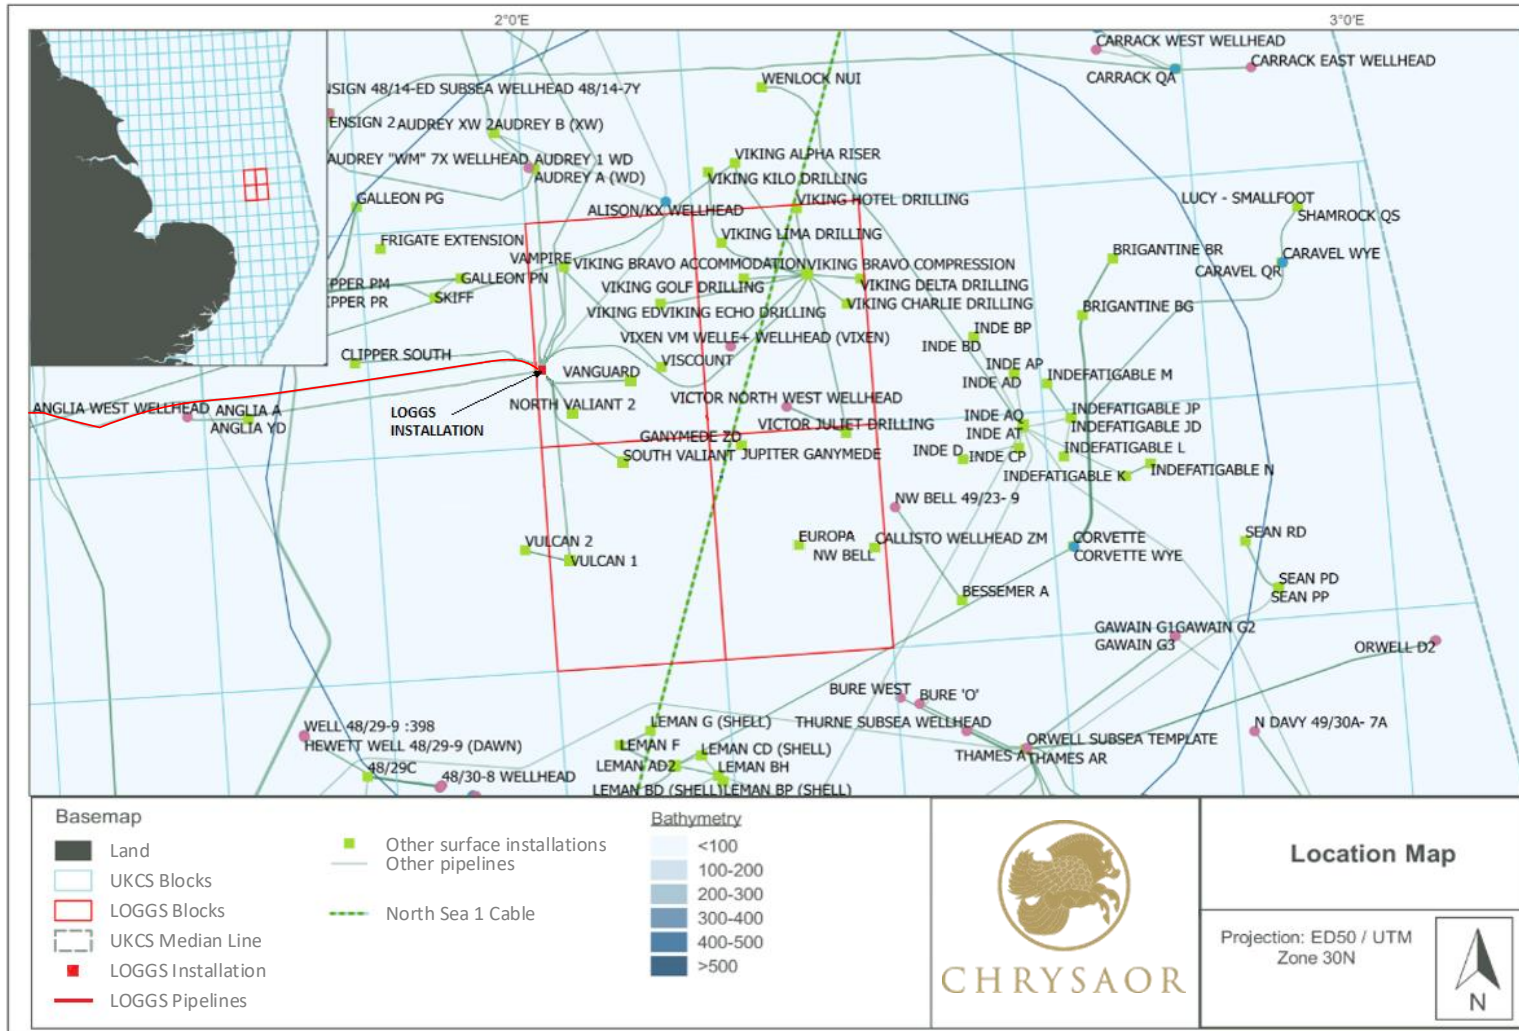 2°0'E
3°0'E
CARRACK WEST WELLHEAD
CARRACK EAST WELLHEAD
CARRACK QA
WENLOCK NUI
NSIGN 48/14-ED SUBSEA WELLHEAD 48/14-7Y
ENSIGN 2
AUDREY XW 2
AUDREY B (XW)
AUDREY "WM" 7X WELLHEAD
AUDREY 1 WD
AUDREY A (WD)
VIKING ALPHA RISER
VIKING KILO DRILLING
GALLEON PG
ALISON/KX WELLHEAD
VIKING HOTEL DRILLING
LUCY - SMALLFOOT
SHAMROCK QS
FRIGATE EXTENSION
VIKING LIMA DRILLING
VAMPIRE
VIKING BRAVO ACCOMMODATION
VIKING BRAVO COMPRESSION
BRIGANTINE BR
CARAVEL WYE
CARAVEL QR
PPER PM
GALLEON PN
VIKING GOLF DRILLING
VIKING DELTA DRILLING
IPPER PR
SKIFF
VIKING ED
VIKING ECHO DRILLING
VIKING CHARLIE DRILLING
BRIGANTINE BG
VIXEN VM WELLE+ WELLHEAD (VIXEN)
INDE BP
INDE BD
CLIPPER SOUTH
VISCOUNT
VANGUARD
INDE AP
INDE AD
INDEFATIGABLE M
ANGLIA WEST WELLHEAD
ANGLIA A
ANGLIA YD
LOGGS
INSTALLATION
NORTH VALIANT 2
VICTOR NORTH WEST WELLHEAD
VICTOR JULIET DRILLING
INDE AQ
INDE AT
INDEFATIGABLE JP
INDEFATIGABLE JD
GANYMEDE ZD
SOUTH VALIANT
JUPITER GANYMEDE
INDE D
INDE CP
INDEFATIGABLE L
INDEFATIGABLE K
INDEFATIGABLE N
NW BELL 49/23- 9
VULCAN 2
VULCAN 1
EUROPA
NW BELL
CALLISTO WELLHEAD ZM
CORVETTE
CORVETTE WYE
SEAN RD
BESSEMER A
SEAN PD
SEAN PP
GAWAIN G1
GAWAIN G2
GAWAIN G3
ORWELL D2
BURE WEST
BURE 'O'
WELL 48/29-9 :398
HEWETT WELL 48/29-9 (DAWN)
LEMAN G (SHELL)
THURNE SUBSEA WELLHEAD
N DAVY 49/30A- 7A
LEMAN F
LEMAN CD (SHELL)
ORWELL SUBSEA TEMPLATE
THAMES A
THAMES AR
48/29C
48/30-8 WELLHEAD
LEMAN AD2
LEMAN BH
LEMAN BD (SHELL)
LEMAN BP (SHELL)
Basemap
Land
UKCS Blocks
LOGGS Blocks
UKCS Median Line
LOGGS Installation
LOGGS Pipelines
Other surface installations
Other pipelines
North Sea 1 Cable
Bathymetry
<100
100-200
200-300
300-400
400-500
>500
CHRYSAOR
Location Map
Projection: ED50 / UTM
Zone 30N
N